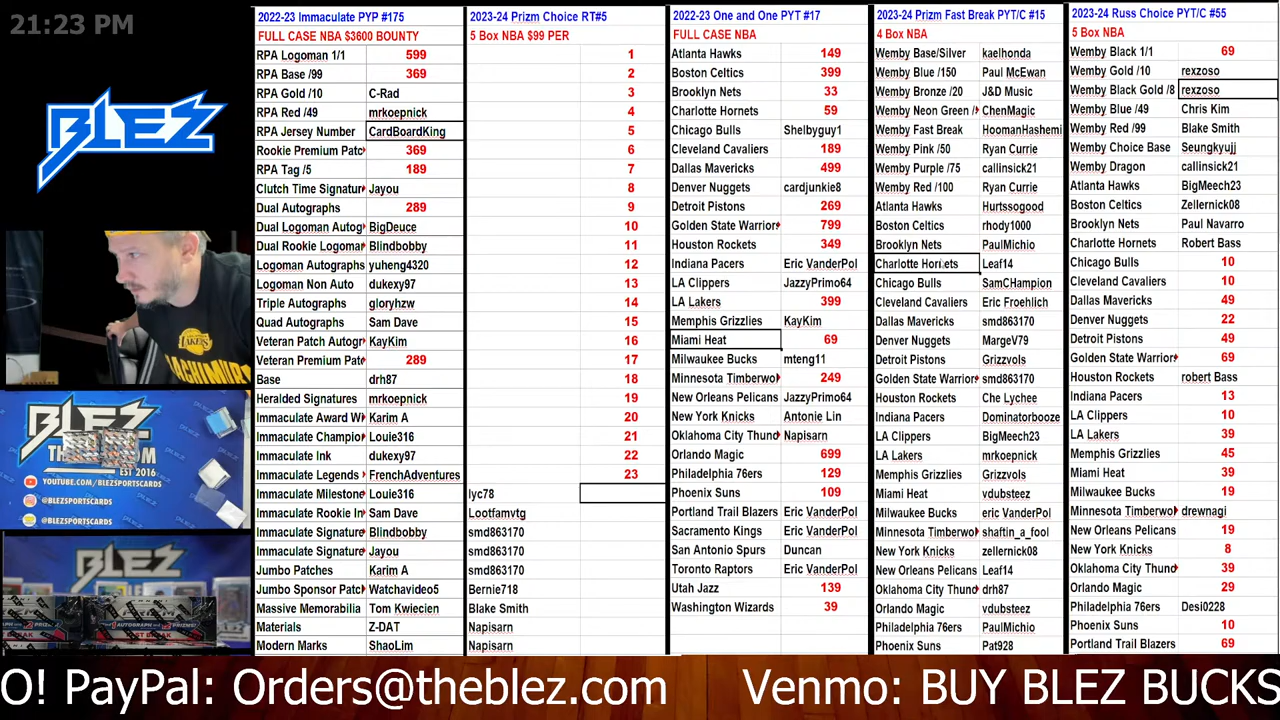 21:23 PM
BLEZ
BLEZ
EST 2016
YOUTUBE.COM/BLEZSPORTSCARDS
@BLEZSPORTSCARDS
@BLEZSPORTSCARDS
BLEZ
2022-23 Immaculate PYP #175
FULL CASE NBA $3600 BOUNTY
RPA Logoman 1/1 599
RPA Base /99 369
RPA Gold /10 C-Rad
RPA Red /49 mrkoepnick
RPA Jersey Number CardBoardKing
Rookie Premium Patc 369
RPA Tag /5 189
Clutch Time Signatur Jayou
Dual Autographs 289
Dual Logoman Autog BigDeuce
Dual Rookie Logomar Blindbobby
Logoman Autographs yuheng4320
Logoman Non Auto dukexy97
Triple Autographs gloryhzw
Quad Autographs Sam Dave
Veteran Patch Autogr KayKim
Veteran Premium Pat 289
Base drh87
Heralded Signatures mrkoepnick
Immaculate Award W Karim A
Immaculate Champio Louie316
Immaculate Ink dukexy97
Immaculate Legends FrenchAdventures
Immaculate Milestone Louie316
Immaculate Rookie In Sam Dave
Immaculate Signature Blindbobby
Immaculate Signature Jayou
Jumbo Patches Karim A
Jumbo Sponsor Patc Watchavideo5
Massive Memorabilia Tom Kwiecien
Materials Z-DAT
Modern Marks ShaoLim
2023-24 Prizm Choice RT#5
5 Box NBA $99 PER
1
2
3
4
5
6
7
8
9
10
11
12
13
14
15
16
17
18
19
20
21
22
23
lyc78
Lootfamvtg
smd863170
smd863170
smd863170
Bernie718
Blake Smith
Napisarn
Napisarn
2022-23 One and One PYT #17
FULL CASE NBA
Atlanta Hawks 149
Boston Celtics 399
Brooklyn Nets 33
Charlotte Hornets 59
Chicago Bulls Shelbyguy1
Cleveland Cavaliers 189
Dallas Mavericks 499
Denver Nuggets cardjunkie8
Detroit Pistons 269
Golden State Warrior 799
Houston Rockets 349
Indiana Pacers Eric VanderPol
LA Clippers JazzyPrimo64
LA Lakers 399
Memphis Grizzlies KayKim
Miami Heat 69
Milwaukee Bucks mteng11
Minnesota Timberwo 249
New Orleans Pelicans JazzyPrimo64
New York Knicks Antonie Lin
Oklahoma City Thund Napisarn
Orlando Magic 699
Philadelphia 76ers 129
Phoenix Suns 109
Portland Trail Blazers Eric VanderPol
Sacramento Kings Eric VanderPol
San Antonio Spurs Duncan
Toronto Raptors Eric VanderPol
Utah Jazz 139
Washington Wizards 39
2023-24 Prizm Fast Break PYT/C #15
4 Box NBA
Wemby Base/Silver kaelhonda
Wemby Blue /150 Paul McEwan
Wemby Bronze /20 J&D Music
Wemby Neon Green / ChenMagic
Wemby Fast Break HoomanHashemi
Wemby Pink /50 Ryan Currie
Wemby Purple /75 callinsick21
Wemby Red /100 Ryan Currie
Atlanta Hawks Hurtssogood
Boston Celtics rhody1000
Brooklyn Nets PaulMichio
Charlotte Hornets Leaf14
Chicago Bulls SamCHampion
Cleveland Cavaliers Eric Froehlich
Dallas Mavericks smd863170
Denver Nuggets MargeV79
Detroit Pistons Grizzvols
Golden State Warrior smd863170
Houston Rockets Che Lychee
Indiana Pacers Dominatorbooze
LA Clippers BigMeech23
LA Lakers mrkoepnick
Memphis Grizzlies Grizzvols
Miami Heat vdubsteez
Milwaukee Bucks eric VanderPol
Minnesota Timberwo shaftin_a_fool
New York Knicks zellernick08
New Orleans Pelicans Leaf14
Oklahoma City Thund drh87
Orlando Magic vdubsteez
Philadelphia 76ers PaulMichio
Phoenix Suns Pat928
2023-24 Russ Choice PYT/C #55
5 Box NBA
Wemby Black 1/1 69
Wemby Gold /10 rexzoso
Wemby Black Gold /8 rexzoso
Wemby Blue /49 Chris Kim
Wemby Red /99 Blake Smith
Wemby Choice Base Seungkyujj
Wemby Dragon callinsick21
Atlanta Hawks BigMeech23
Boston Celtics Zellernick08
Brooklyn Nets Paul Navarro
Charlotte Hornets Robert Bass
Chicago Bulls 10
Cleveland Cavaliers 10
Dallas Mavericks 49
Denver Nuggets 22
Detroit Pistons 49
Golden State Warrior 69
Houston Rockets robert Bass
Indiana Pacers 13
LA Clippers 10
LA Lakers 39
Memphis Grizzlies 45
Miami Heat 39
Milwaukee Bucks 19
Minnesota Timberwo drewnagi
New Orleans Pelicans 19
New York Knicks 8
Oklahoma City Thund 39
Orlando Magic 29
Philadelphia 76ers Desi0228
Phoenix Suns 10
Portland Trail Blazers 69
O! PayPal: Orders@theblez.com Venmo: BUY BLEZ BUCKS